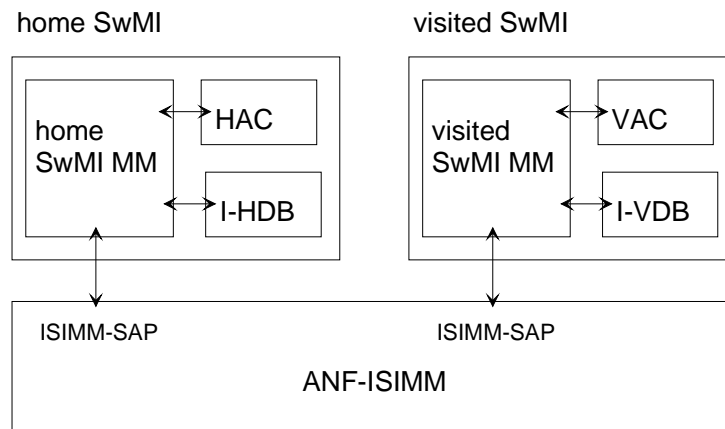 home SwMI
visited SwMI
home
SwMI MM
HAC
I-HDB
visited
SwMI MM
VAC
I-VDB
ISIMM-SAP
ISIMM-SAP
ANF-ISIMM